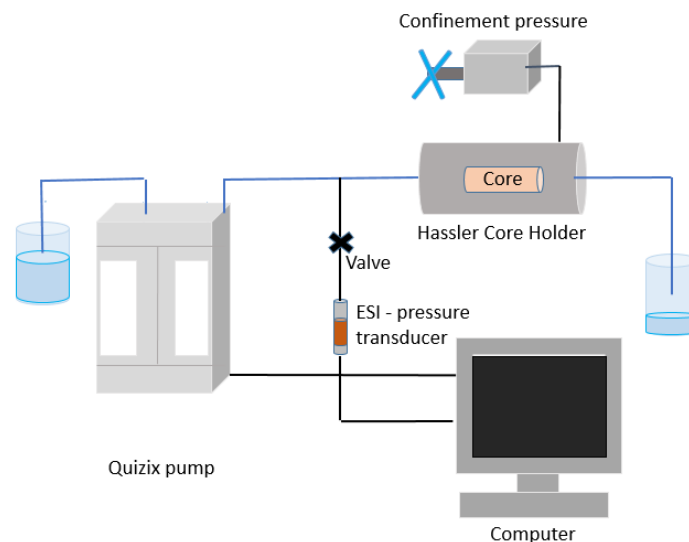 Confinement pressure
Core
Hassler Core Holder
Valve
ESI - pressure
transducer
Quizix pump
Computer